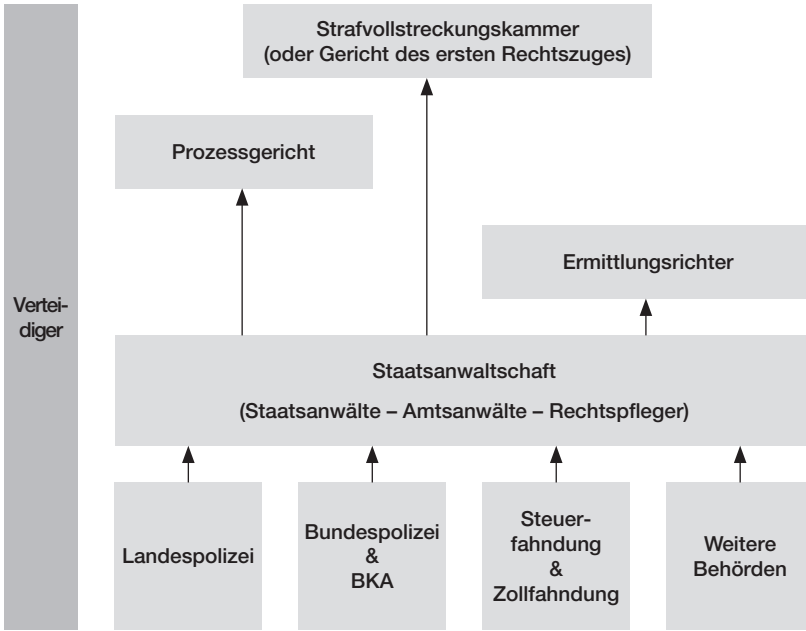 Strafvollstreckungskammer
(oder Gericht des ersten Rechtszuges)
Prozessgericht
Ermittlungsrichter
Vertei-
diger
Staatsanwaltschaft
(Staatsanwälte – Amtsanwälte – Rechtspfleger)
Landespolizei
Bundespolizei
&
BKA
Steuer-
fahndung
&
Zollfahndung
Weitere
Behörden